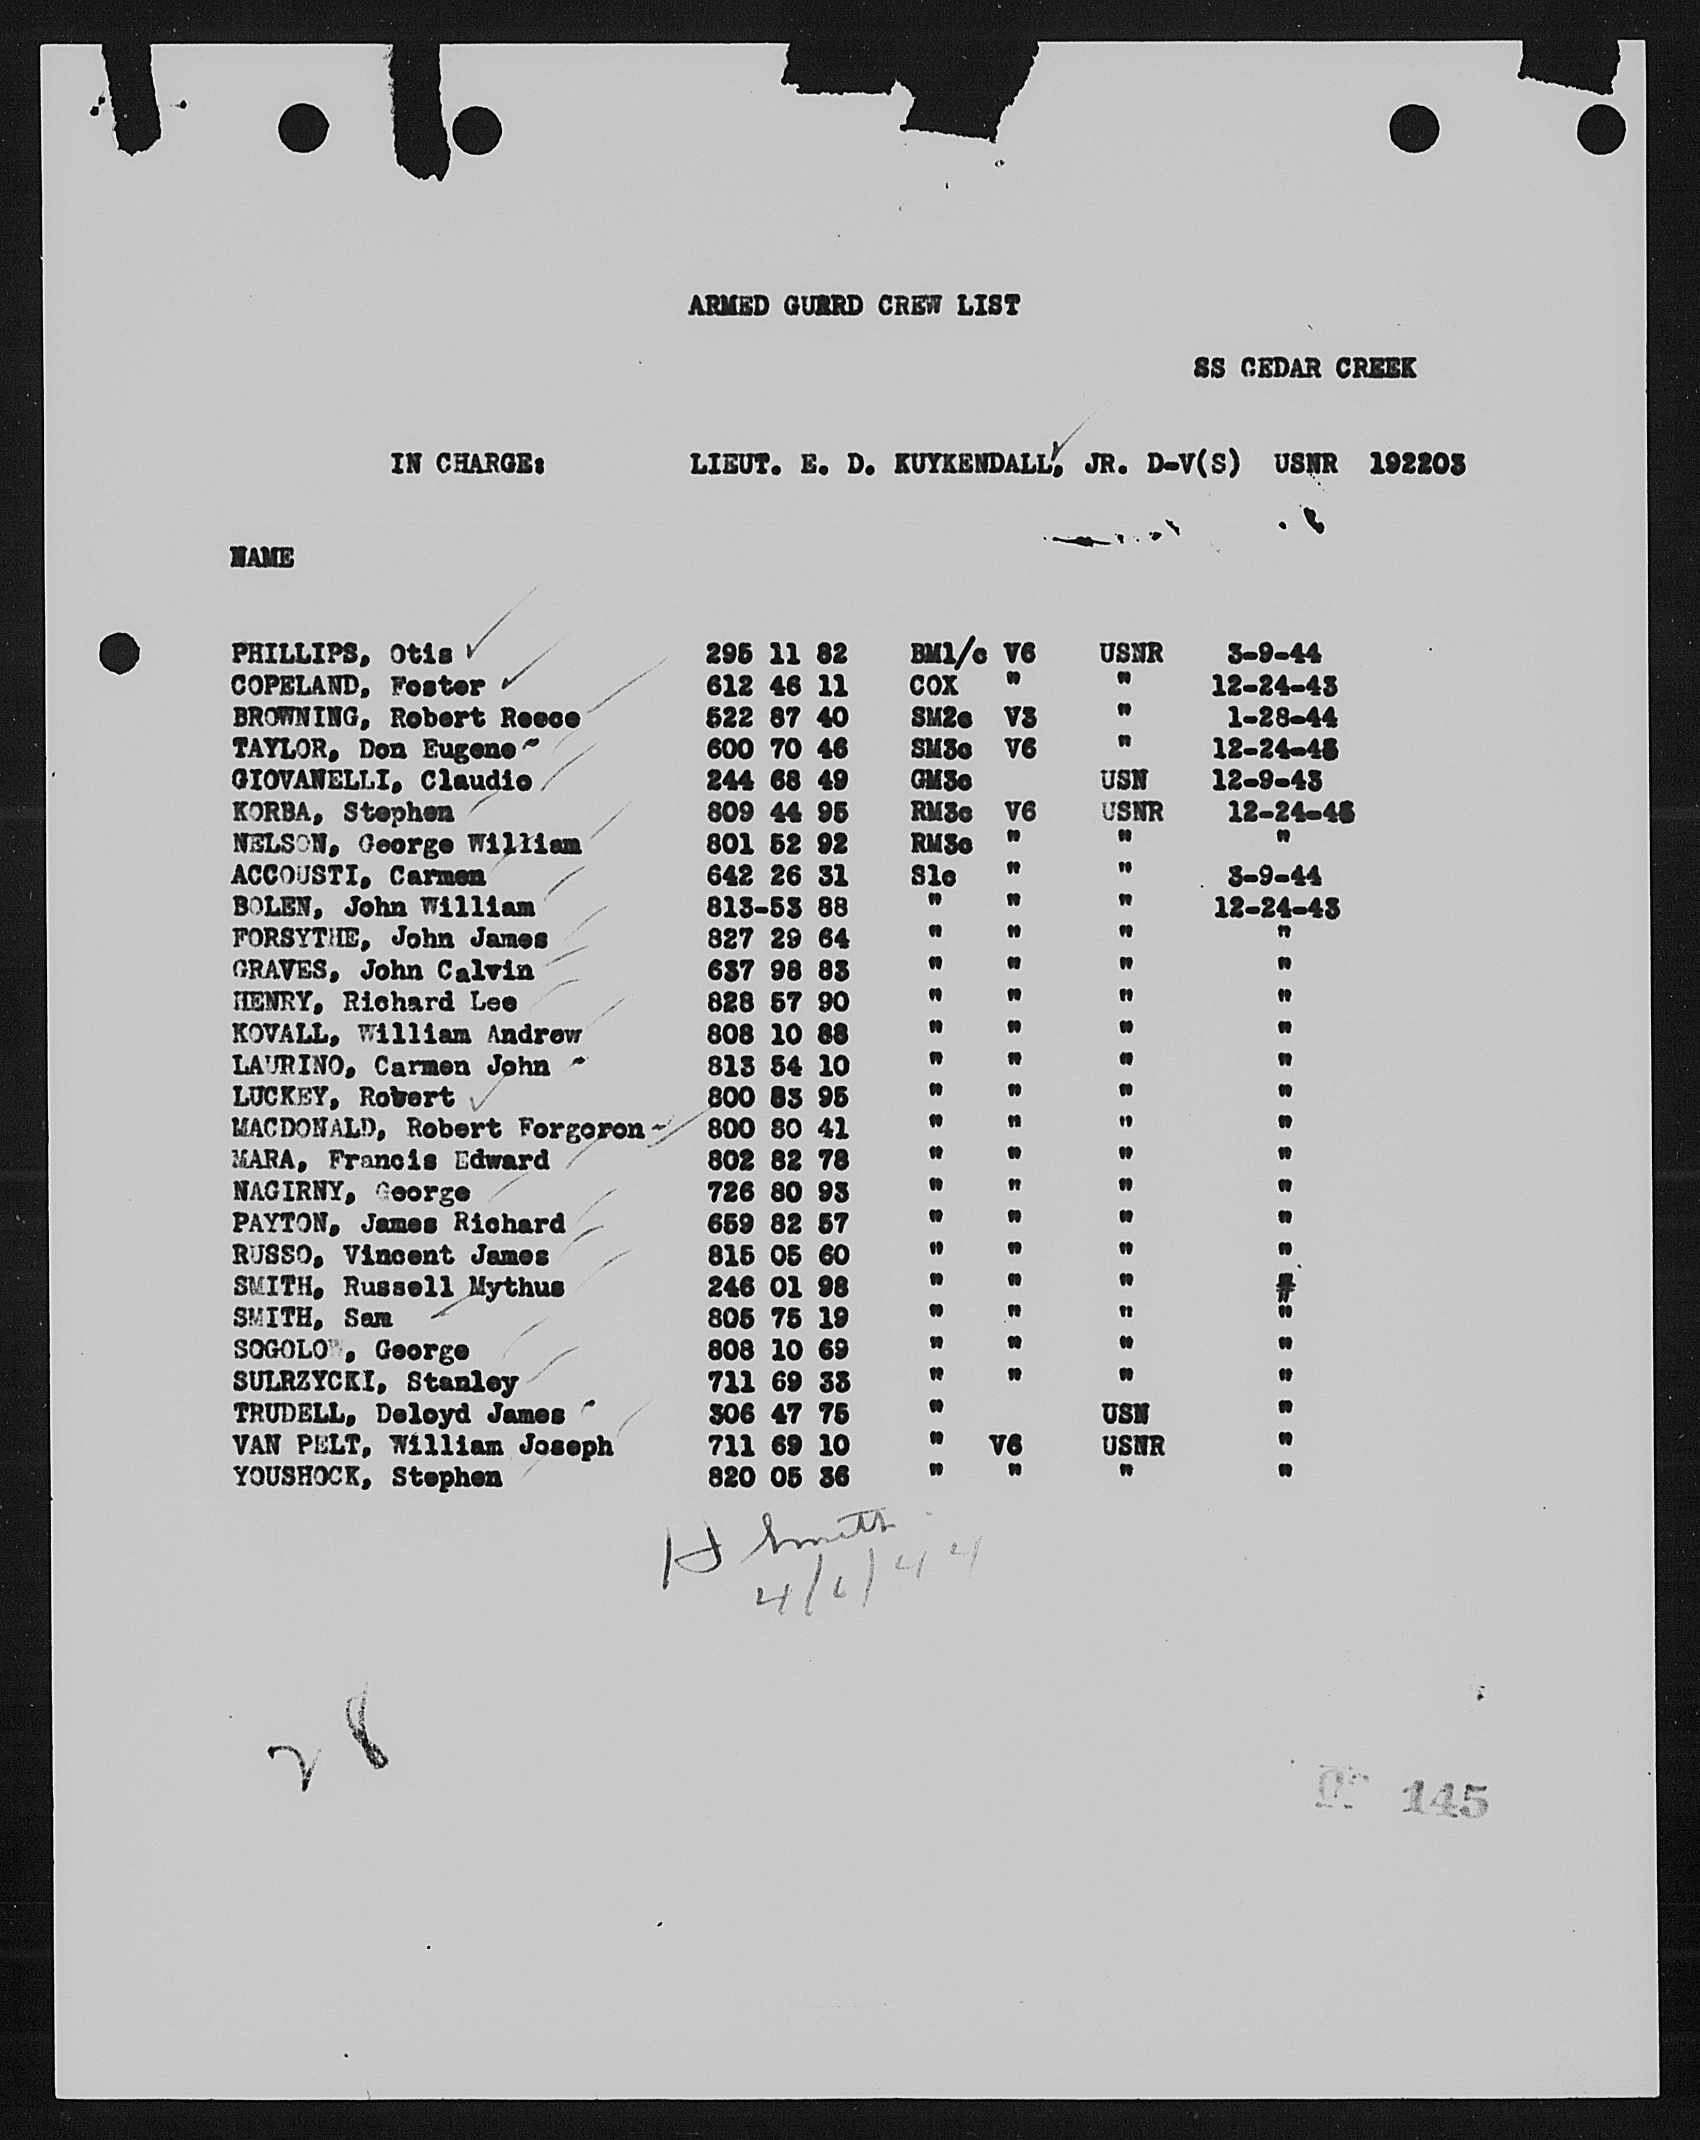 ARMED GUARD CREW LIST
SS CEDAR CREEK
IN CHARGE: LIEUT. E. D. KUYKENDALL, JR. D-V(S) USNR 192203
NAME
PHILLIPS, Otis 295 11 82 BM1/c V6 USNR 3-9-44
COPELAND, Foster 612 46 11 COX " " 12-24-43
BROWNING, Robert Reece 522 87 40 SM2c V3 " 1-28-44
TAYLOR, Don Eugene 600 70 46 SM3c V6 " 12-24-43
GIOVANELLI, Claudio 244 68 49 GM3c USN 12-9-43
KORBA, Stephen 809 44 95 RM3c V6 USNR 12-24-43
NELSON, George William 801 52 92 RM3c " " "
ACCOUSTI, Carmen 642 26 31 S1c " " 3-9-44
BOLEN, John William 813-53 88 " " " 12-24-43
FORSYTHE, John James 827 29 64 " " " "
GRAVES, John Calvin 637 98 83 " " " "
HENRY, Richard Lee 828 57 90 " " " "
KOVALL, William Andrew 808 10 88 " " " "
LAURINO, Carmen John 813 54 10 " " " "
LUCKEY, Robert 800 83 95 " " " "
MACDONALD, Robert Forgeron 800 80 41 " " " "
MARA, Francis Edward 802 82 78 " " " "
NAGIRNY, George 726 80 93 " " " "
PAYTON, James Richard 659 82 57 " " " "
RUSSO, Vincent James 815 05 60 " " " "
SMITH, Russell Mythus 246 01 98 " " " "
SMITH, Sam 805 75 19 " " " "
SOGOLOW, George 808 10 69 " " " "
SULRZYCKI, Stanley 711 69 33 " " " "
TRUDELL, Deloyd James 306 47 75 " USN "
VAN PELT, William Joseph 711 69 10 " V6 USNR "
YOUSHOCK, Stephen 820 05 36 " " " "
Smith
4/6/44
28
145